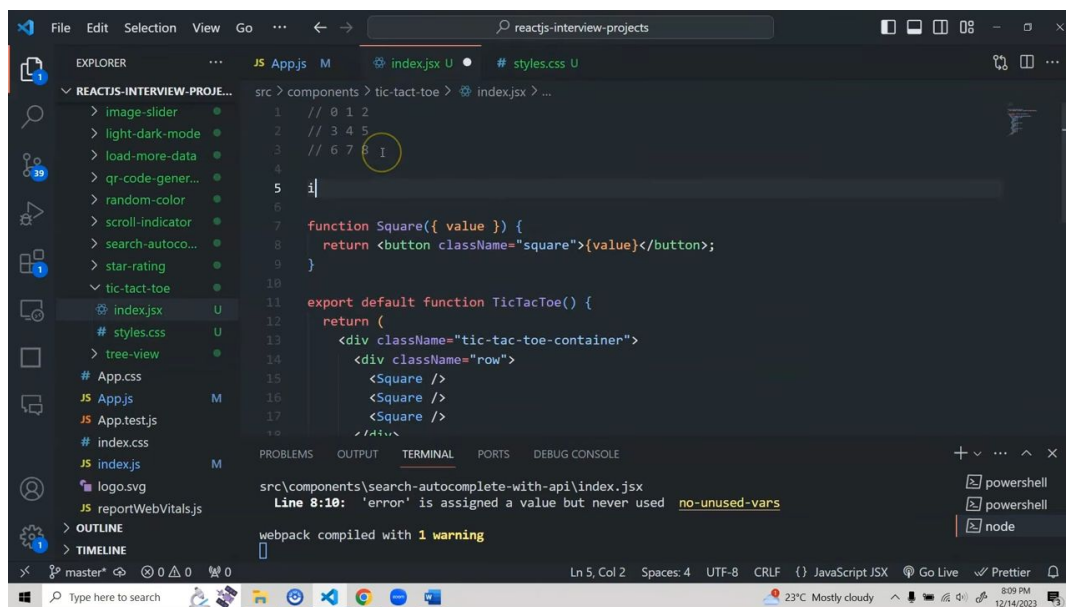 File Edit Selection View Go ··· ← → reactjs-interview-projects
EXPLORER ···
REACTJS-INTERVIEW-PROJE...
image-slider
light-dark-mode
load-more-data
qr-code-gener...
random-color
scroll-indicator
search-autoco...
star-rating
tic-tact-toe
index.jsx U
# styles.css U
tree-view
# App.css
JS App.js M
JS App.test.js
# index.css
JS index.js M
logo.svg
JS reportWebVitals.js
OUTLINE
TIMELINE
1
39
1
1
JS App.js M index.jsx U ● # styles.css U
src > components > tic-tact-toe > index.jsx > ...
1 // 0 1 2
2 // 3 4 5
3 // 6 7 8
4
5 i
6
7 function Square({ value }) {
8 return <button className="square">{value}</button>;
9 }
10
11 export default function TicTacToe() {
12 return (
13 <div className="tic-tac-toe-container">
14 <div className="row">
15 <Square />
16 <Square />
17 <Square />
18 </div>
PROBLEMS OUTPUT TERMINAL PORTS DEBUG CONSOLE
src\components\search-autocomplete-with-api\index.jsx
Line 8:10: 'error' is assigned a value but never used no-unused-vars
webpack compiled with 1 warning
powershell
powershell
node
master* 0 0 0 Ln 5, Col 2 Spaces: 4 UTF-8 CRLF {} JavaScript JSX Go Live Prettier
Type here to search 23°C Mostly cloudy 8:09 PM
12/14/2023 3